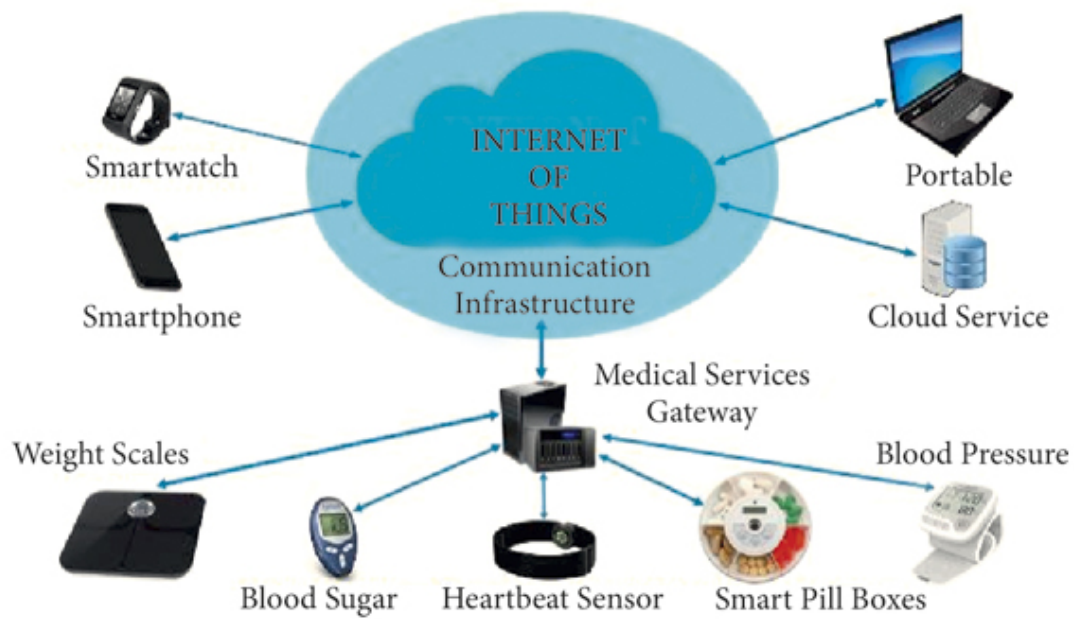 INTERNET
OF
THINGS
Communication
Infrastructure
Smartwatch
Smartphone
Portable
Cloud Service
Medical Services
Gateway
Weight Scales
Blood Pressure
Blood Sugar
Heartbeat Sensor
Smart Pill Boxes